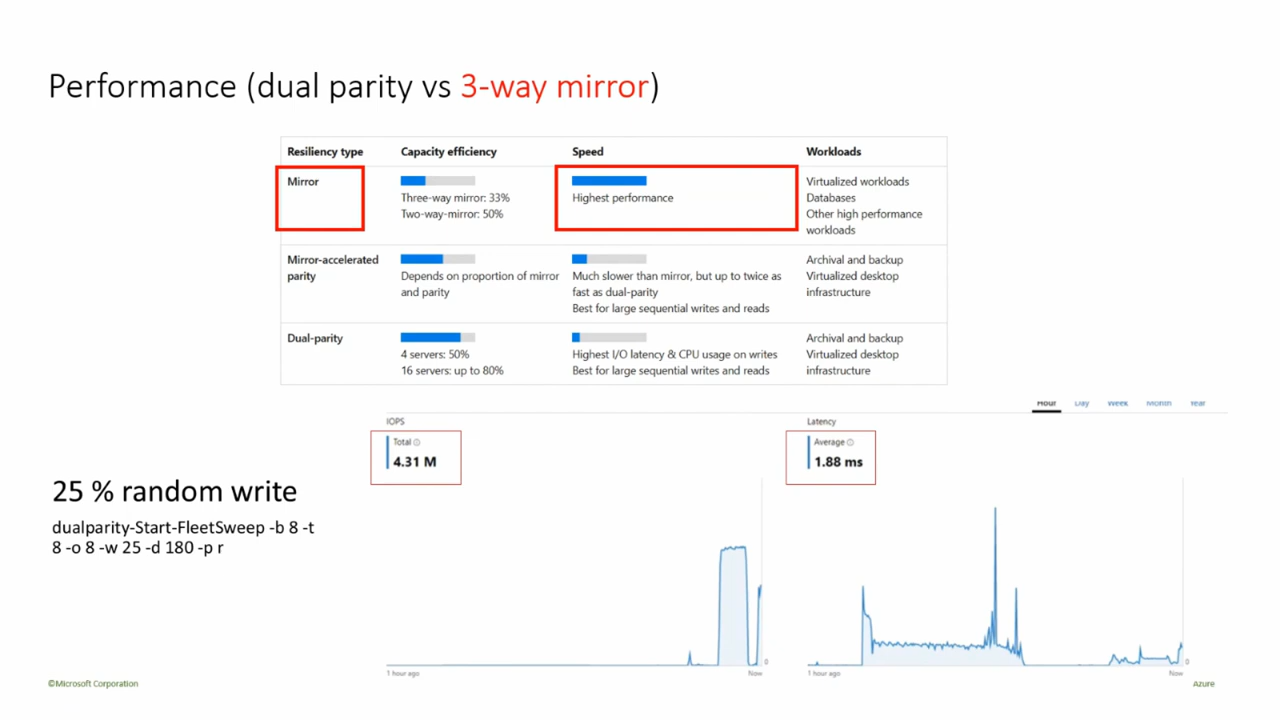 Performance (dual parity vs 3-way mirror)
Resiliency type Capacity efficiency Speed Workloads
Mirror
Three-way mirror: 33%
Two-way-mirror: 50%
Highest performance
Virtualized workloads
Databases
Other high performance
workloads
Mirror-accelerated
parity
Depends on proportion of mirror
and parity
Much slower than mirror, but up to twice as
fast as dual-parity
Best for large sequential writes and reads
Archival and backup
Virtualized desktop
infrastructure
Dual-parity
4 servers: 50%
16 servers: up to 80%
Highest I/O latency & CPU usage on writes
Best for large sequential writes and reads
Archival and backup
Virtualized desktop
infrastructure
Hour Day Week Month Year
IOPS
Total
4.31 M
0
1 hour ago Now
Latency
Average
1.88 ms
0
1 hour ago Now
25 % random write
dualparity-Start-FleetSweep -b 8 -t
8 -o 8 -w 25 -d 180 -p r
©Microsoft Corporation
Azure